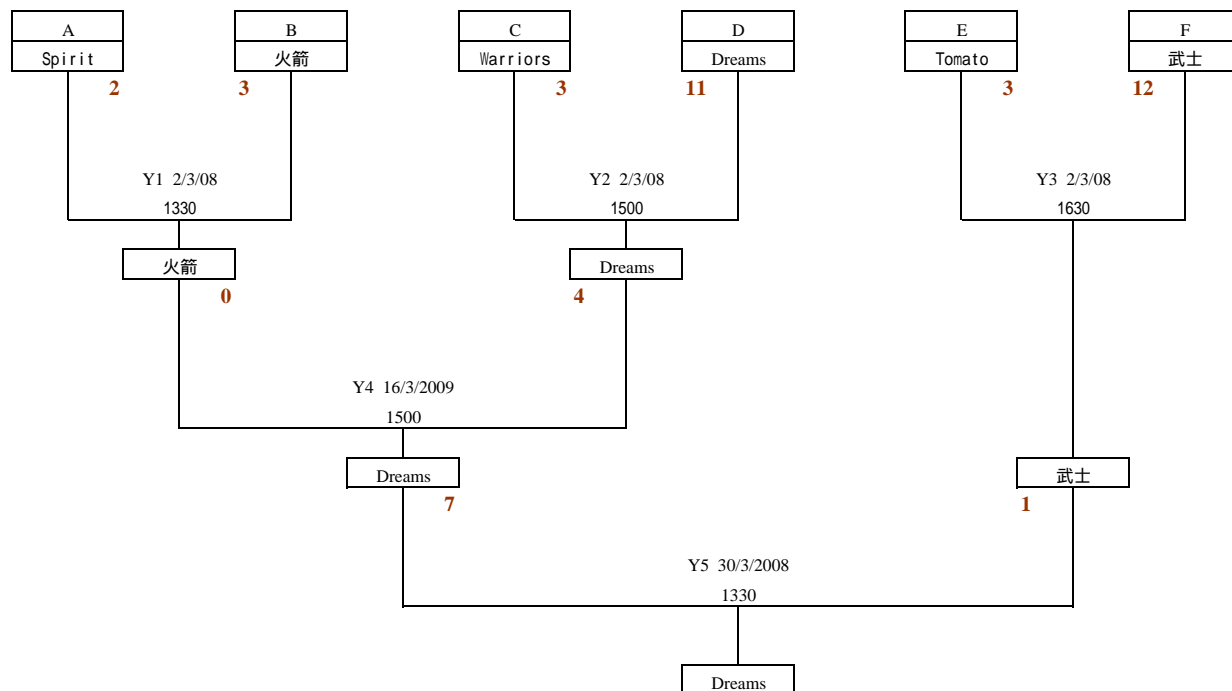 A B C D E F
Spirit 火箭 Warriors Dreams Tomato 武士
2 3 3 11 3 12
Y1 2/3/08 Y2 2/3/08 Y3 2/3/08
1330 1500 1630
火箭 Dreams
0 4
Y4 16/3/2009
1500
Dreams 武士
7 1
Y5 30/3/2008
1330
Dreams